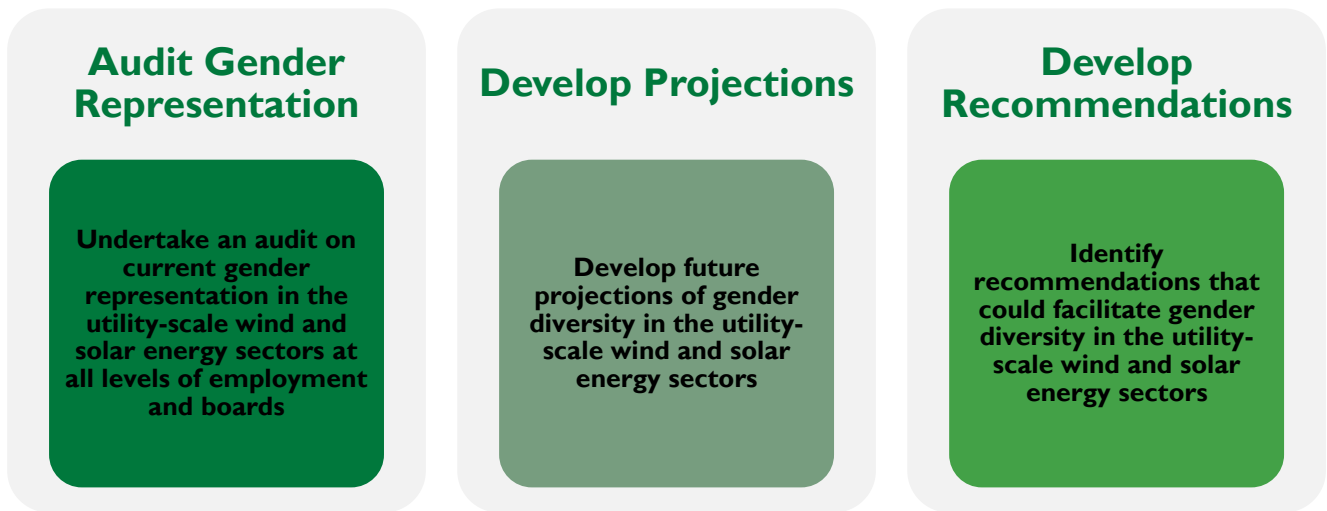 Audit Gender
Representation
Undertake an audit on
current gender
representation in the
utility-scale wind and
solar energy sectors at
all levels of employment
and boards
Develop Projections
Develop future
projections of gender
diversity in the utility-
scale wind and solar
energy sectors
Develop
Recommendations
Identify
recommendations that
could facilitate gender
diversity in the utility-
scale wind and solar
energy sectors